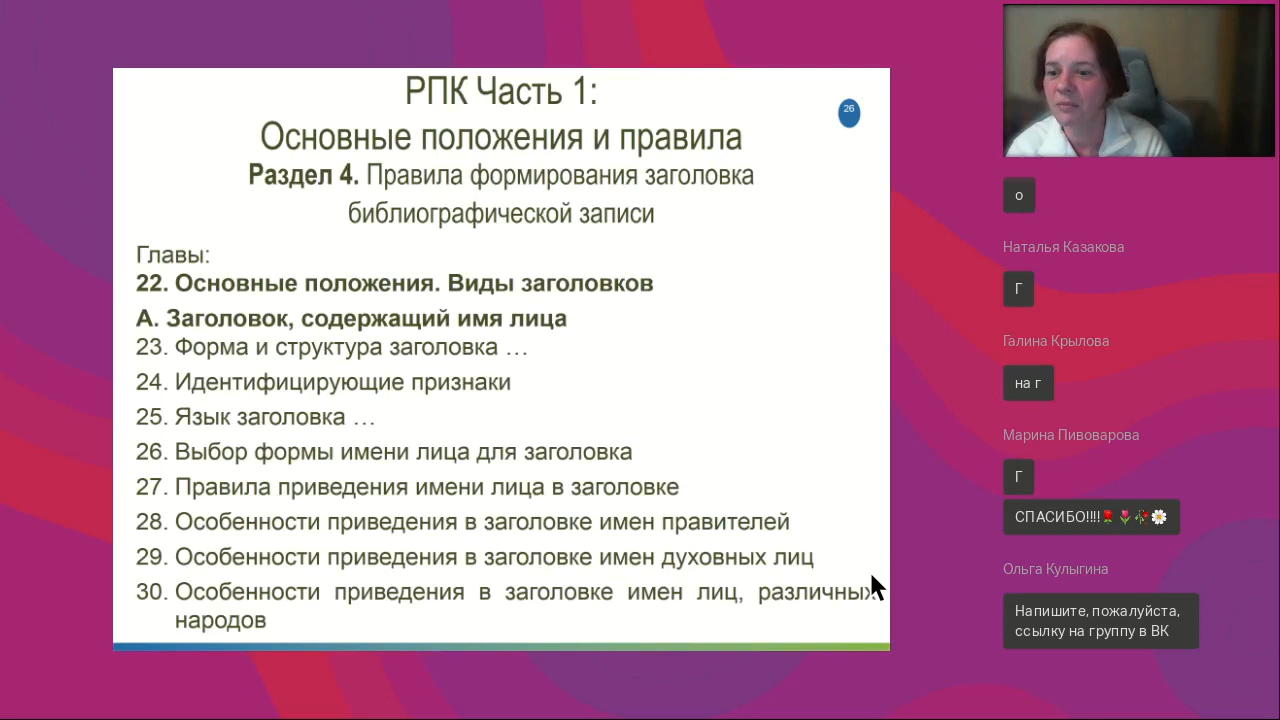 РПК Часть 1:
26
Основные положения и правила
Раздел 4. Правила формирования заголовка
библиографической записи
Главы:
22. Основные положения. Виды заголовков
А. Заголовок, содержащий имя лица
23. Форма и структура заголовка …
24. Идентифицирующие признаки
25. Язык заголовка …
26. Выбор формы имени лица для заголовка
27. Правила приведения имени лица в заголовке
28. Особенности приведения в заголовке имен правителей
29. Особенности приведения в заголовке имен духовных лиц
30. Особенности приведения в заголовке имен лиц, различных
народов
о
Наталья Казакова
Г
Галина Крылова
на г
Марина Пивоварова
Г
СПАСИБО!!!!🌹🌷🥀🌼
Ольга Кулыгина
Напишите, пожалуйста,
ссылку на группу в ВК